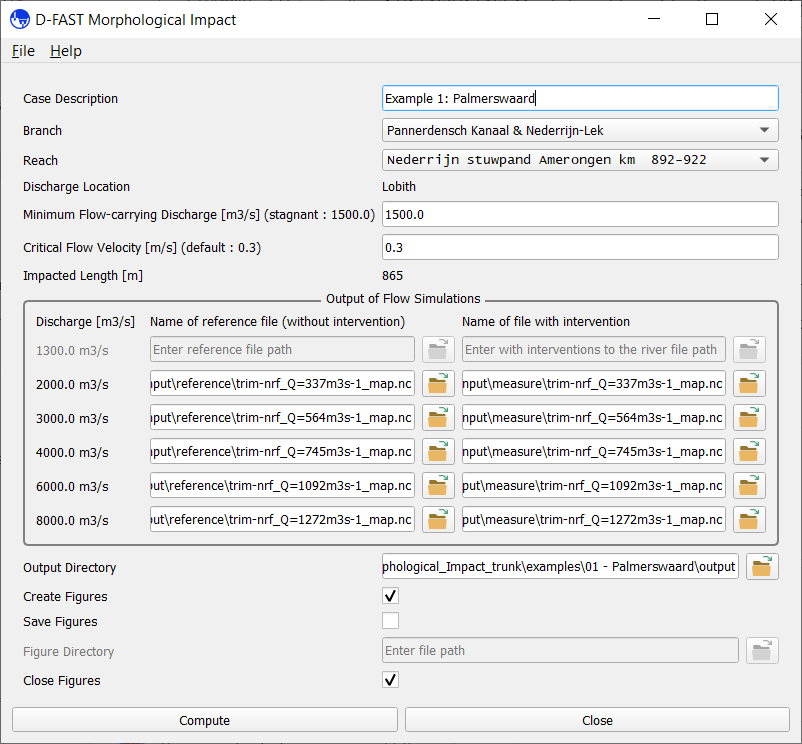 D-FAST Morphological Impact
File Help
Case Description Example 1: Palmerswaard
Branch Pannerdensch Kanaal & Nederrijn-Lek
Reach Nederrijn stuwpand Amerongen km 892-922
Discharge Location Lobith
Minimum Flow-carrying Discharge [m3/s] (stagnant : 1500.0) 1500.0
Critical Flow Velocity [m/s] (default : 0.3) 0.3
Impacted Length [m] 865
Output of Flow Simulations
Discharge [m3/s] Name of reference file (without intervention) Name of file with intervention
1300.0 m3/s Enter reference file path Enter with interventions to the river file path
2000.0 m3/s nput\reference\trim-nrf_Q=337m3s-1_map.nc nput\measure\trim-nrf_Q=337m3s-1_map.nc
3000.0 m3/s nput\reference\trim-nrf_Q=564m3s-1_map.nc nput\measure\trim-nrf_Q=564m3s-1_map.nc
4000.0 m3/s nput\reference\trim-nrf_Q=745m3s-1_map.nc nput\measure\trim-nrf_Q=745m3s-1_map.nc
6000.0 m3/s out\reference\trim-nrf_Q=1092m3s-1_map.nc put\measure\trim-nrf_Q=1092m3s-1_map.nc
8000.0 m3/s out\reference\trim-nrf_Q=1272m3s-1_map.nc put\measure\trim-nrf_Q=1272m3s-1_map.nc
Output Directory phological_Impact_trunk\examples\01 - Palmerswaard\output
Create Figures
Save Figures
Figure Directory Enter file path
Close Figures
Compute Close